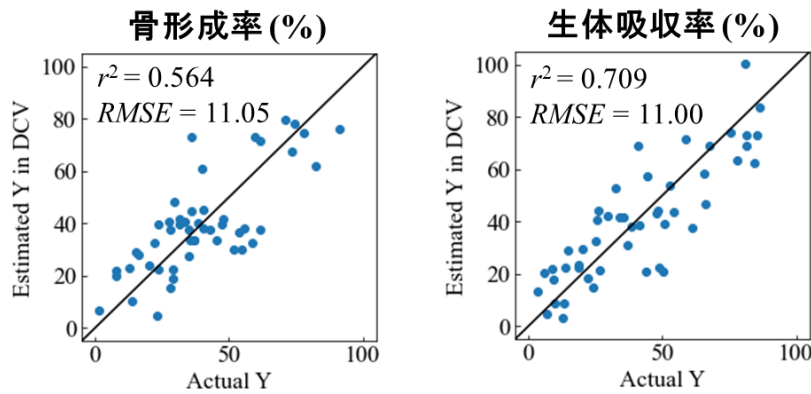 骨形成率(%)
r² = 0.564
RMSE = 11.05
Estimated Y in DCV
100
80
60
40
20
0
0
50
100
Actual Y
生体吸収率(%)
r² = 0.709
RMSE = 11.00
Estimated Y in DCV
100
80
60
40
20
0
0
50
100
Actual Y